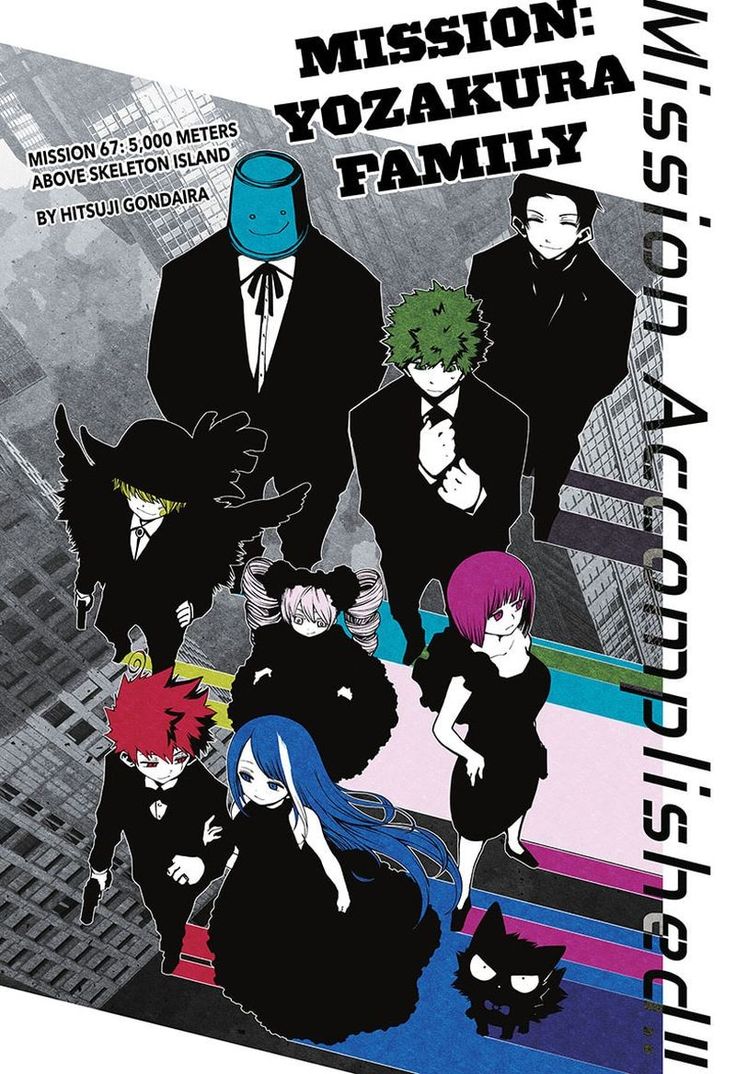 MISSION:
YOZAKURA
FAMILY
MISSION 67: 5,000 METERS
ABOVE SKELETON ISLAND
BY HITSUJI GONDAIRA
Mission Accomplished!!